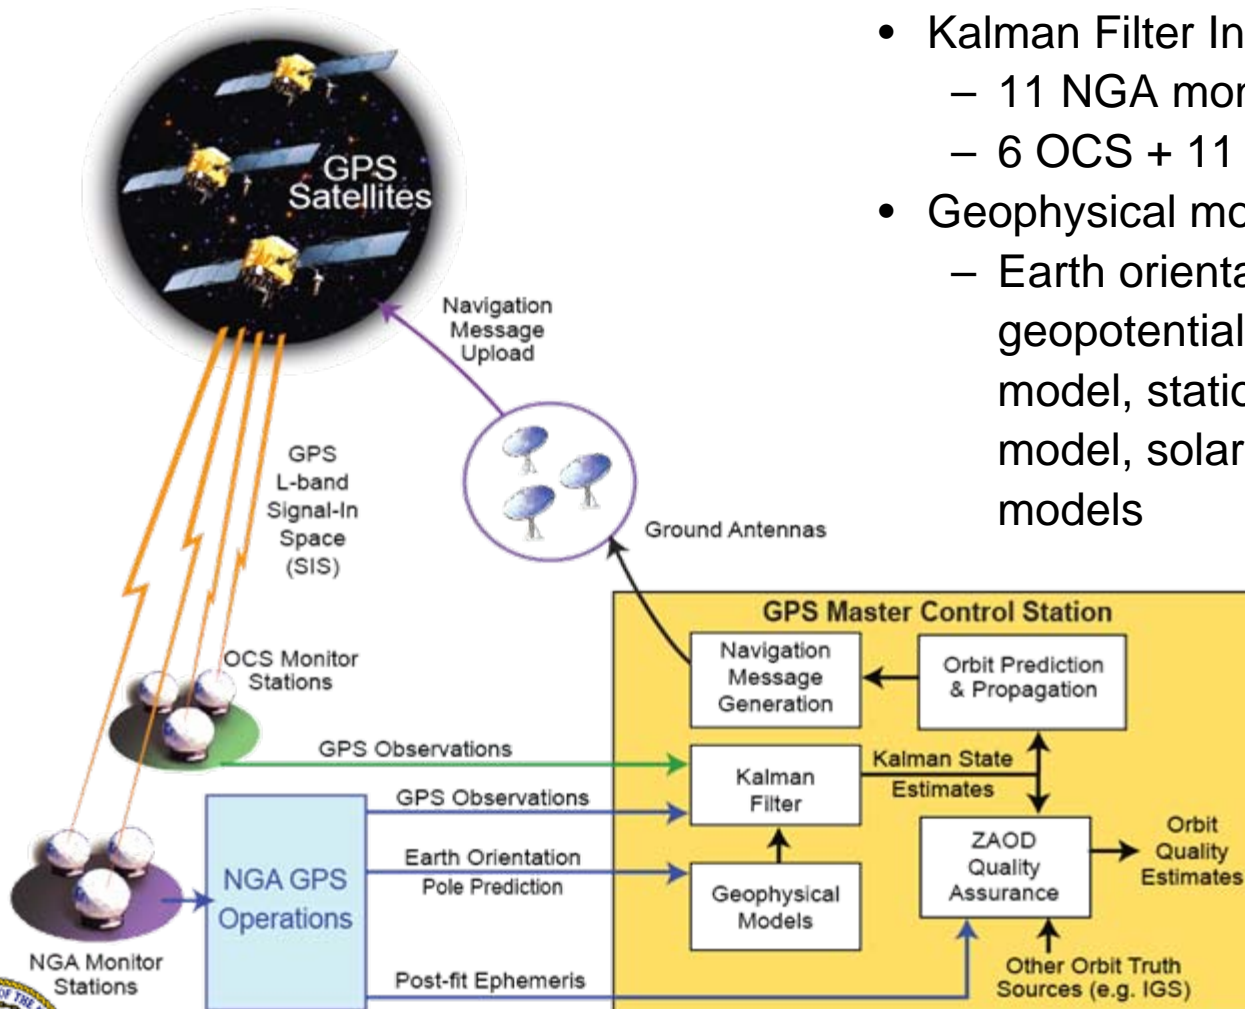 • Kalman Filter In
– 11 NGA mor
– 6 OCS + 11
• Geophysical mo
– Earth orienta
geopotential
model, static
model, solar
models
GPS
Satellites
Navigation
Message
Upload
GPS
L-band
Signal-In
Space
(SIS)
Ground Antennas
OCS Monitor
Stations
GPS Master Control Station
Navigation
Message
Generation
Orbit Prediction
& Propagation
GPS Observations
Kalman
Filter
Kalman State
Estimates
GPS Observations
NGA GPS
Operations
Earth Orientation
Pole Prediction
Geophysical
Models
ZAOD
Quality
Assurance
Orbit
Quality
Estimates
NGA Monitor
Stations
Post-fit Ephemeris
Other Orbit Truth
Sources (e.g. IGS)
OF THE